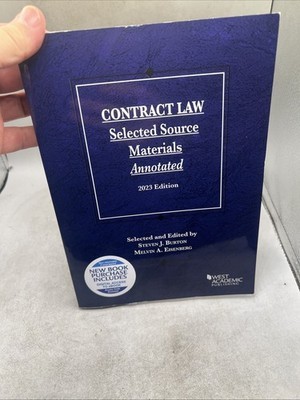 CONTRACT LAW
Selected Source
Materials
Annotated
2023 Edition
Selected and Edited by
STEVEN J. BURTON
MELVIN A. EISENBERG
NEW BOOK
PURCHASE INCLUDES
WEST
ACADEMIC
PUBLISHING